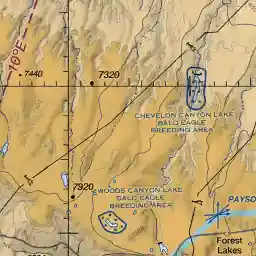 10°E
7440
7320
CHEVELON CANYON LAKE
BALD EAGLE
BREEDING AREA
7920
WOODS CANYON LAKE
BALD EAGLE
BREEDING AREA
PAYSO
Forest
Lakes